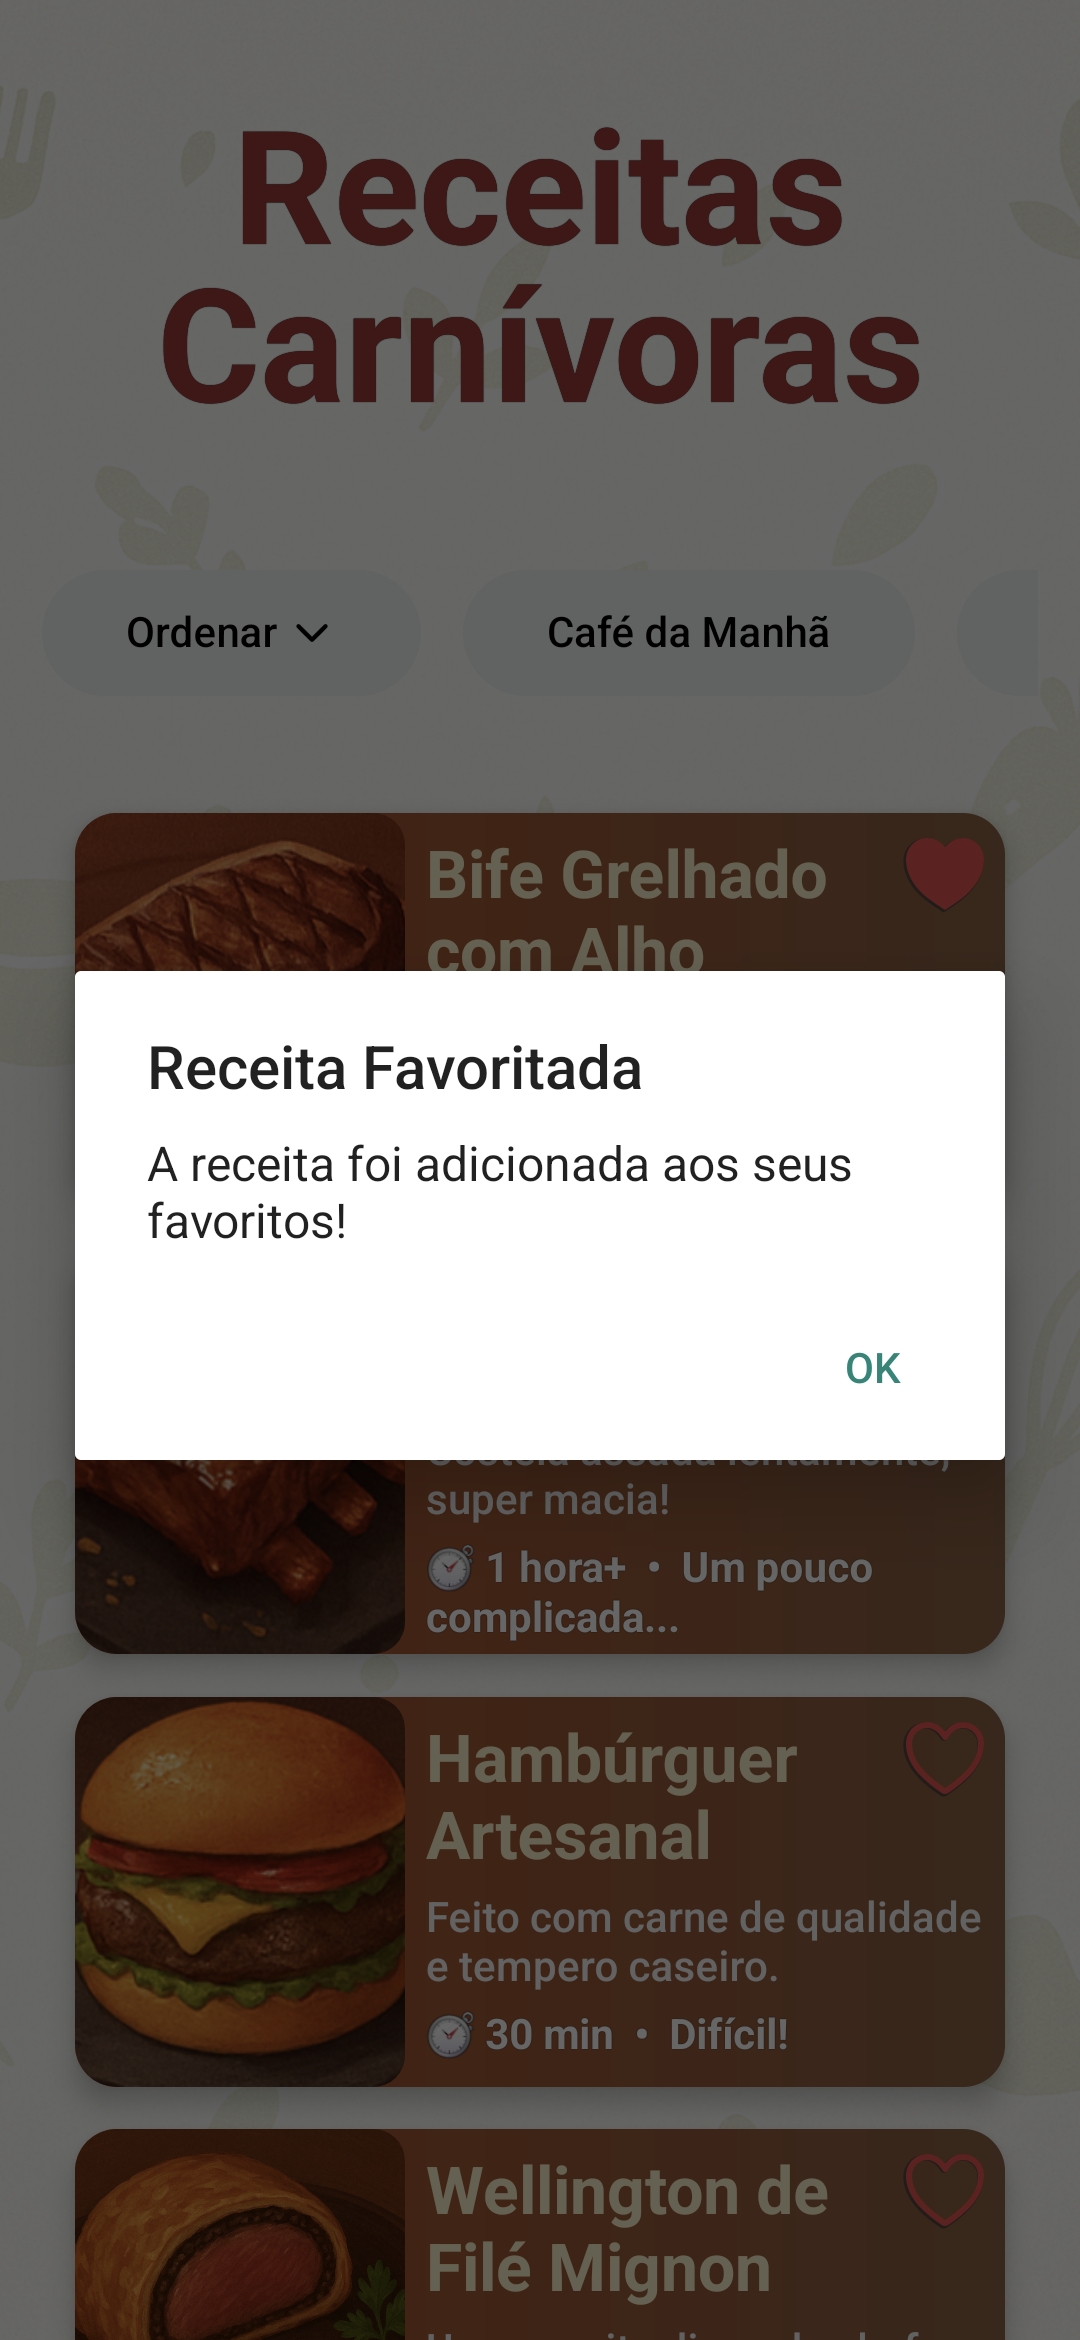 Receitas
Carnívoras
Ordenar
Café da Manhã
Bife Grelhado
com Alho
Receita Favoritada
A receita foi adicionada aos seus
favoritos!
OK
super macia!
1 hora+ • Um pouco
complicada...
Hambúrguer
Artesanal
Feito com carne de qualidade
e tempero caseiro.
30 min • Difícil!
Wellington de
Filé Mignon